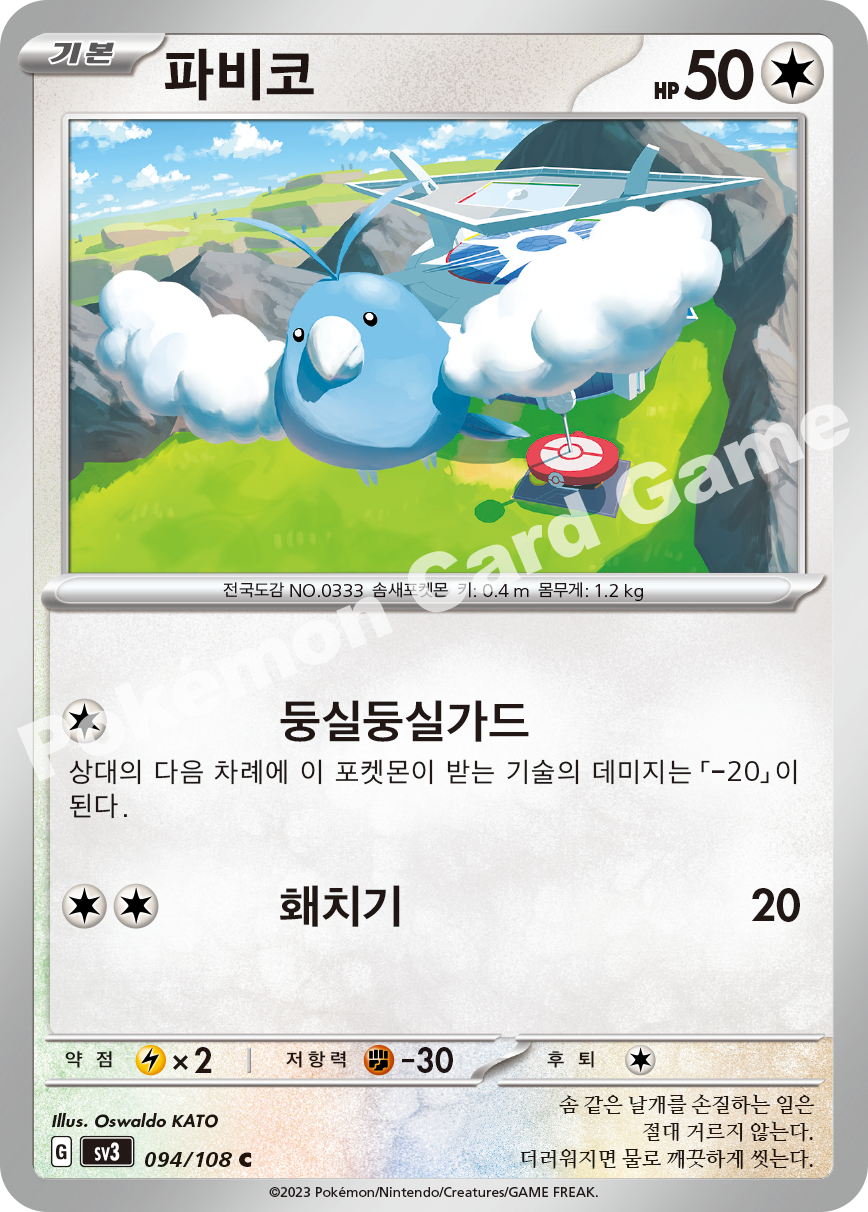 기본
파비코
HP 50
전국도감 NO.0333 솜새포켓몬 키: 0.4 m 몸무게: 1.2 kg
둥실둥실가드
상대의 다음 차례에 이 포켓몬이 받는 기술의 데미지는「-20」이
된다.
홰치기 20
약점 ×2 저항력 -30 후퇴
Illus. Oswaldo KATO
솜 같은 날개를 손질하는 일은
절대 거르지 않는다.
더러워지면 물로 깨끗하게 씻는다.
G sv3 094/108 C
©2023 Pokémon/Nintendo/Creatures/GAME FREAK.
Pokémon Card Game